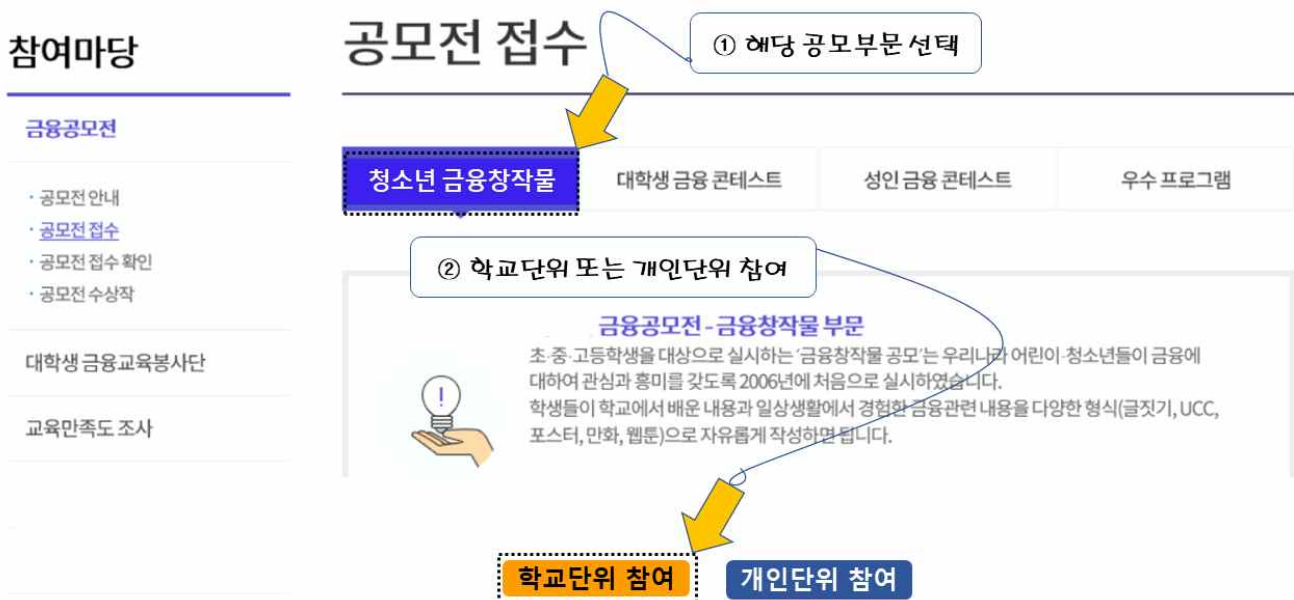 참여마당
금융공모전
· 공모전 안내
· 공모전 접수
· 공모전 접수 확인
· 공모전 수상작
대학생 금융교육봉사단
교육만족도 조사
공모전 접수
① 해당 공모부문 선택
청소년 금융창작물
대학생 금융 콘테스트
성인 금융 콘테스트
우수 프로그램
② 학교단위 또는 개인단위 참여
금융공모전 - 금융창작물 부문
초·중·고등학생을 대상으로 실시하는 '금융창작물 공모'는 우리나라 어린이·청소년들이 금융에
대하여 관심과 흥미를 갖도록 2006년에 처음으로 실시하였습니다.
학생들이 학교에서 배운 내용과 일상생활에서 경험한 금융관련 내용을 다양한 형식(글짓기, UCC,
포스터, 만화, 웹툰)으로 자유롭게 작성하면 됩니다.
학교단위 참여
개인단위 참여